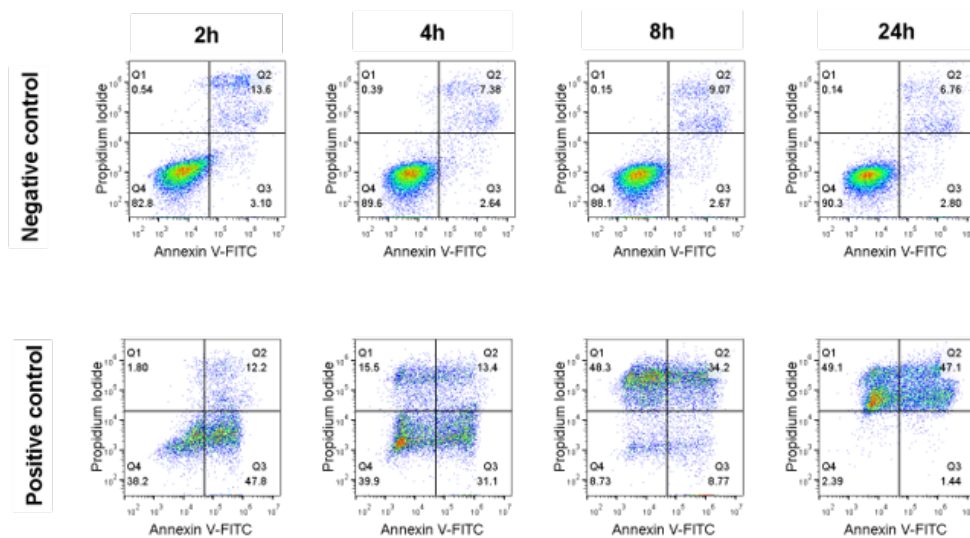 2h 4h 8h 24h
Negative control
Q1 0.54 Q2 13.6 Q4 82.8 Q3 3.10
Propidium Iodide
Annexin V-FITC
Q1 0.39 Q2 7.38 Q4 89.6 Q3 2.64
Propidium Iodide
Annexin V-FITC
Q1 0.15 Q2 9.07 Q4 88.1 Q3 2.67
Propidium Iodide
Annexin V-FITC
Q1 0.14 Q2 6.76 Q4 90.3 Q3 2.80
Propidium Iodide
Annexin V-FITC
Positive control
Q1 1.80 Q2 12.2 Q4 38.2 Q3 47.8
Propidium Iodide
Annexin V-FITC
Q1 15.5 Q2 13.4 Q4 39.9 Q3 31.1
Propidium Iodide
Annexin V-FITC
Q1 48.3 Q2 34.2 Q4 8.73 Q3 8.77
Propidium Iodide
Annexin V-FITC
Q1 49.1 Q2 47.1 Q4 2.39 Q3 1.44
Propidium Iodide
Annexin V-FITC